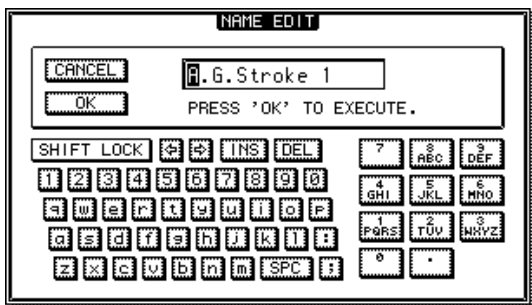 NAME EDIT
CANCEL
A.G.Stroke 1
OK
PRESS 'OK' TO EXECUTE.
SHIFT LOCK INS DEL
1 2 3 4 5 6 7 8 9 0
q w e r t y u i o p
a s d f g h j k l :
z x c v b n m SPC ;
7 8 9
ABC DEF
4 5 6
GHI JKL MNO
1 2 3
PQRS TUV WXYZ
0 .